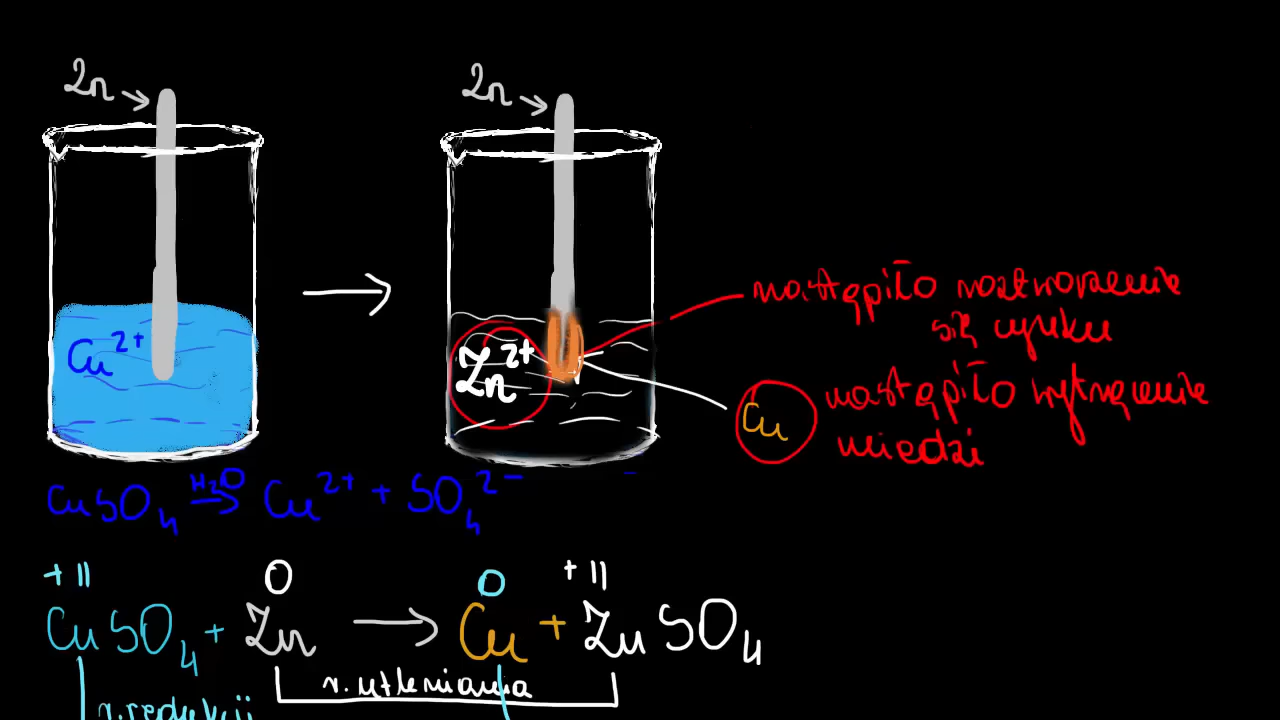 Zn
Zn
Cu²⁺
Zn²⁺
nastąpiło roztworzenie
się cynku
Cu
nastąpiło wytrącenie
miedzi
CuSO₄ H₂O Cu²⁺ + SO₄²⁻
+II 0 0 +II
CuSO₄ + Zn → Cu + ZnSO₄
r. utleniania
r. redukcji